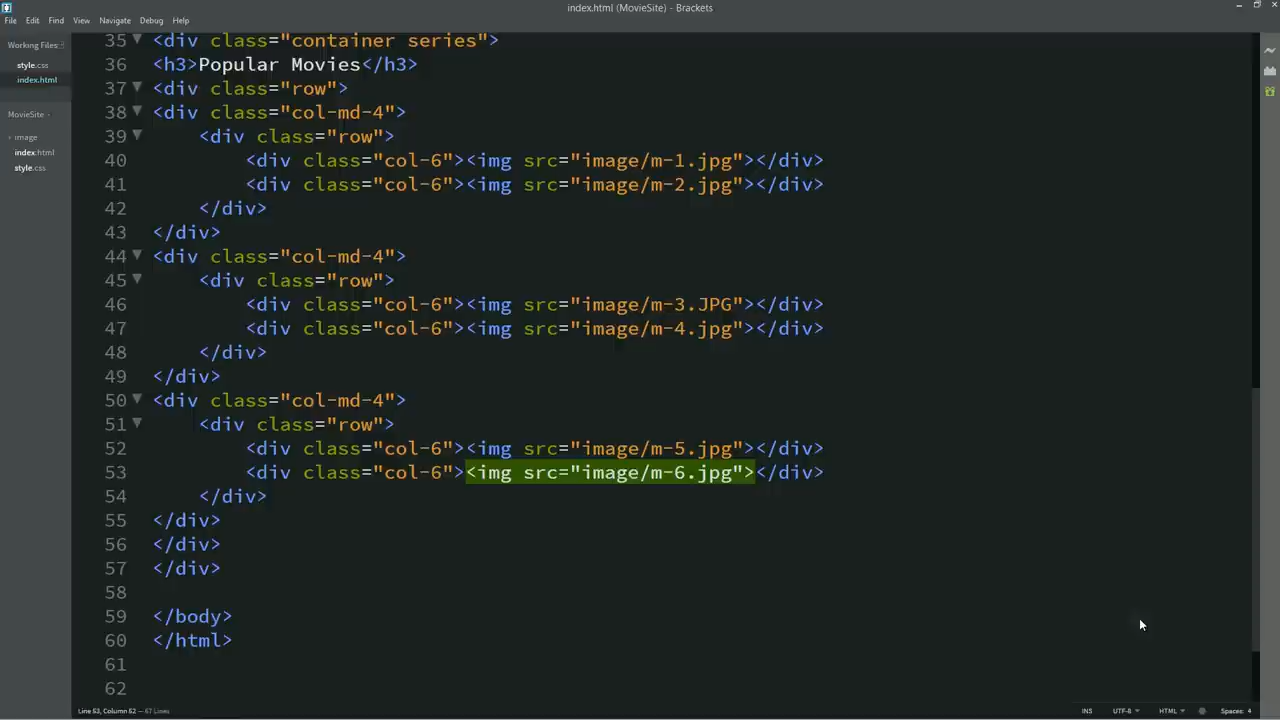 index.html (MovieSite) - Brackets
File Edit Find View Navigate Debug Help
Working Files
style.css
index.html
MovieSite
image
index.html
style.css
35 <div class="container series">
36 <h3>Popular Movies</h3>
37 <div class="row">
38 <div class="col-md-4">
39 <div class="row">
40 <div class="col-6"><img src="image/m-1.jpg"></div>
41 <div class="col-6"><img src="image/m-2.jpg"></div>
42 </div>
43 </div>
44 <div class="col-md-4">
45 <div class="row">
46 <div class="col-6"><img src="image/m-3.JPG"></div>
47 <div class="col-6"><img src="image/m-4.jpg"></div>
48 </div>
49 </div>
50 <div class="col-md-4">
51 <div class="row">
52 <div class="col-6"><img src="image/m-5.jpg"></div>
53 <div class="col-6"><img src="image/m-6.jpg"></div>
54 </div>
55 </div>
56 </div>
57 </div>
58
59 </body>
60 </html>
61
62
Line 53, Column 52 — 67 Lines
INS UTF-8 HTML Spaces: 4